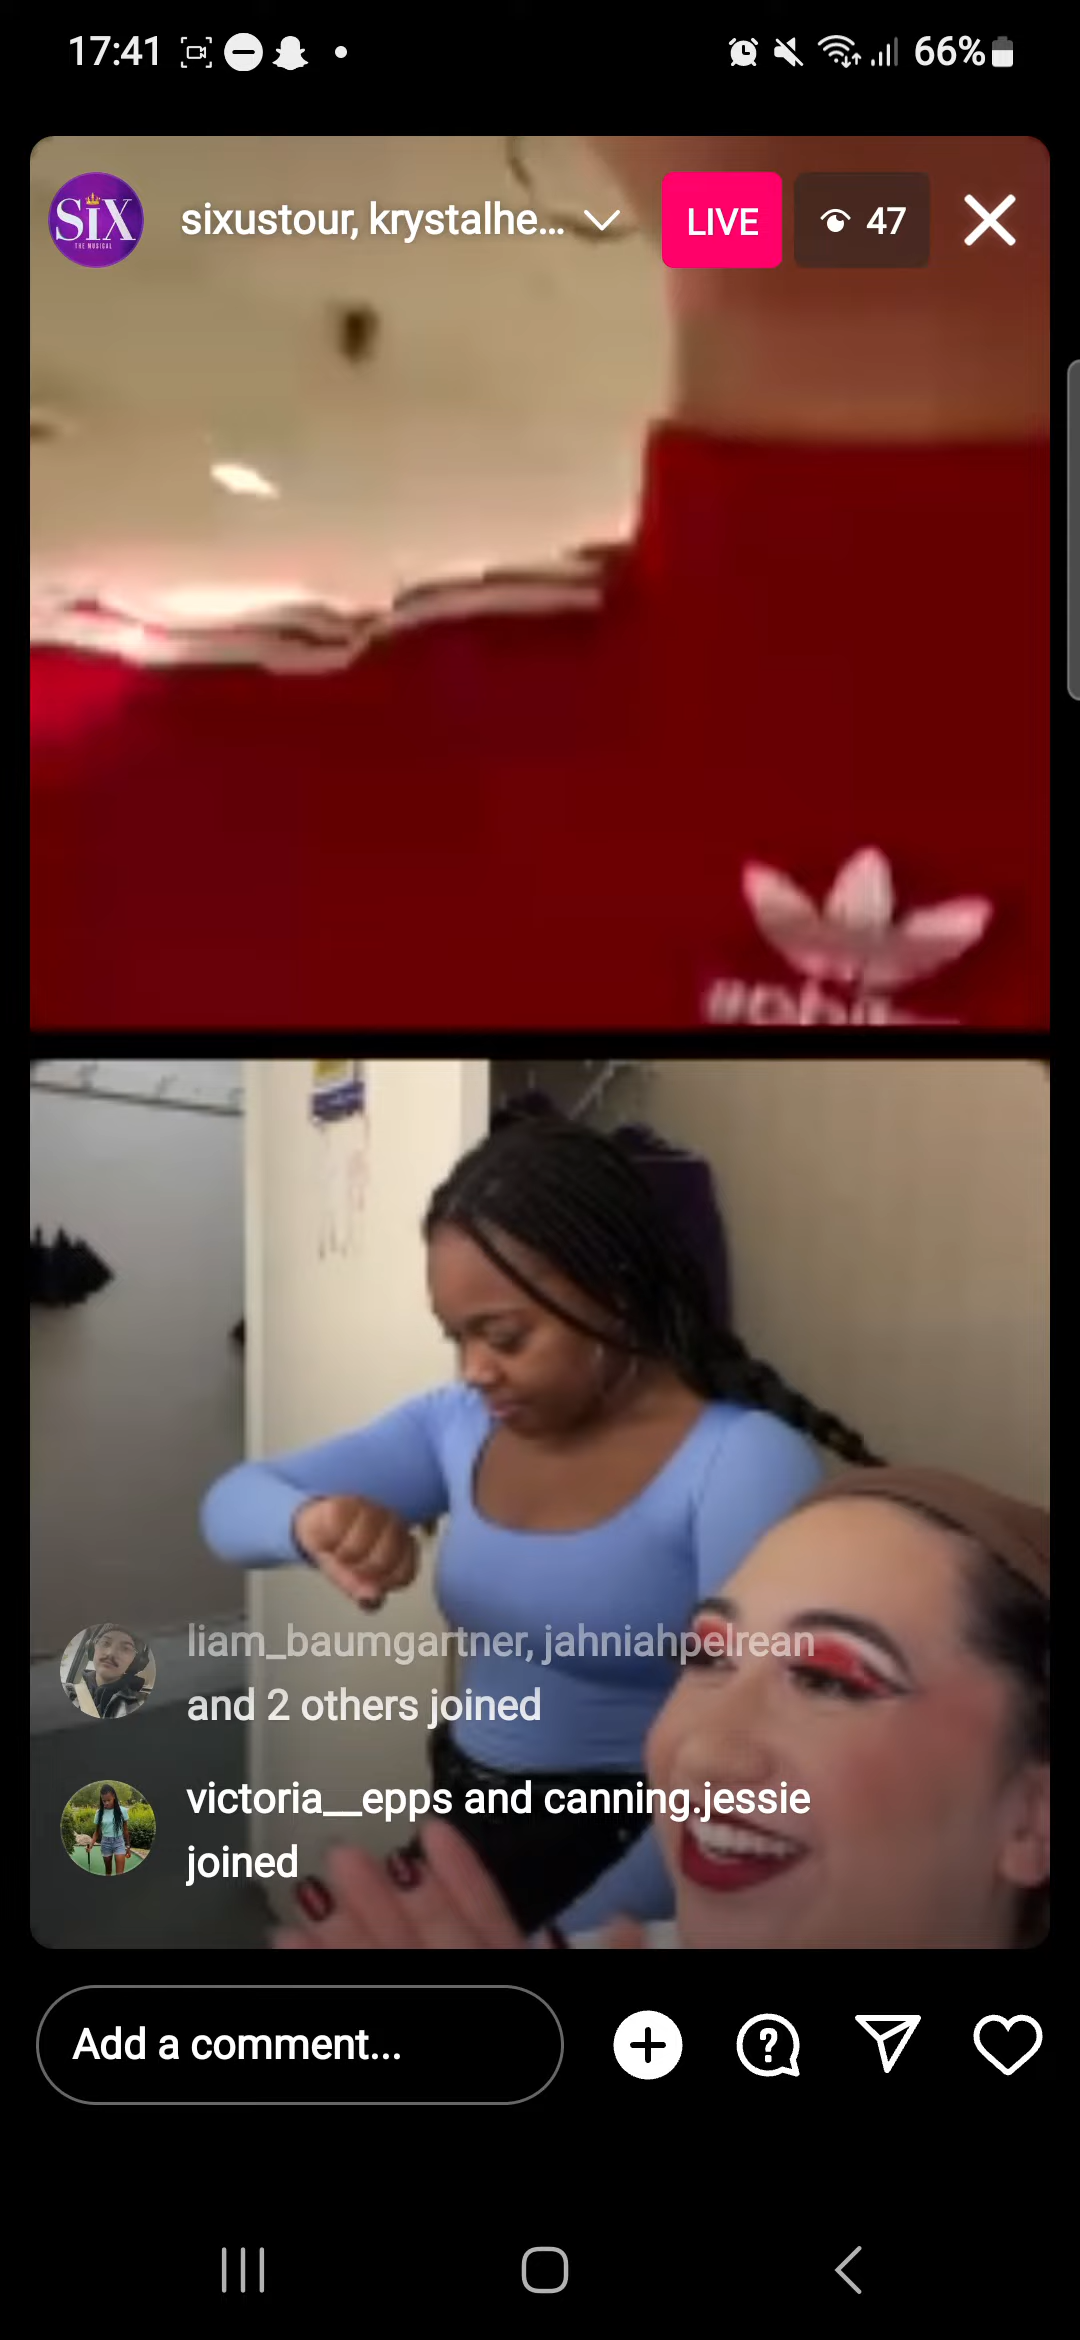 17:41
66%
SIX
THE MUSICAL
sixustour, krystalhe...
LIVE
47
liam_baumgartner, jahniahpelrean
and 2 others joined
victoria__epps and canning.jessie
joined
Add a comment...